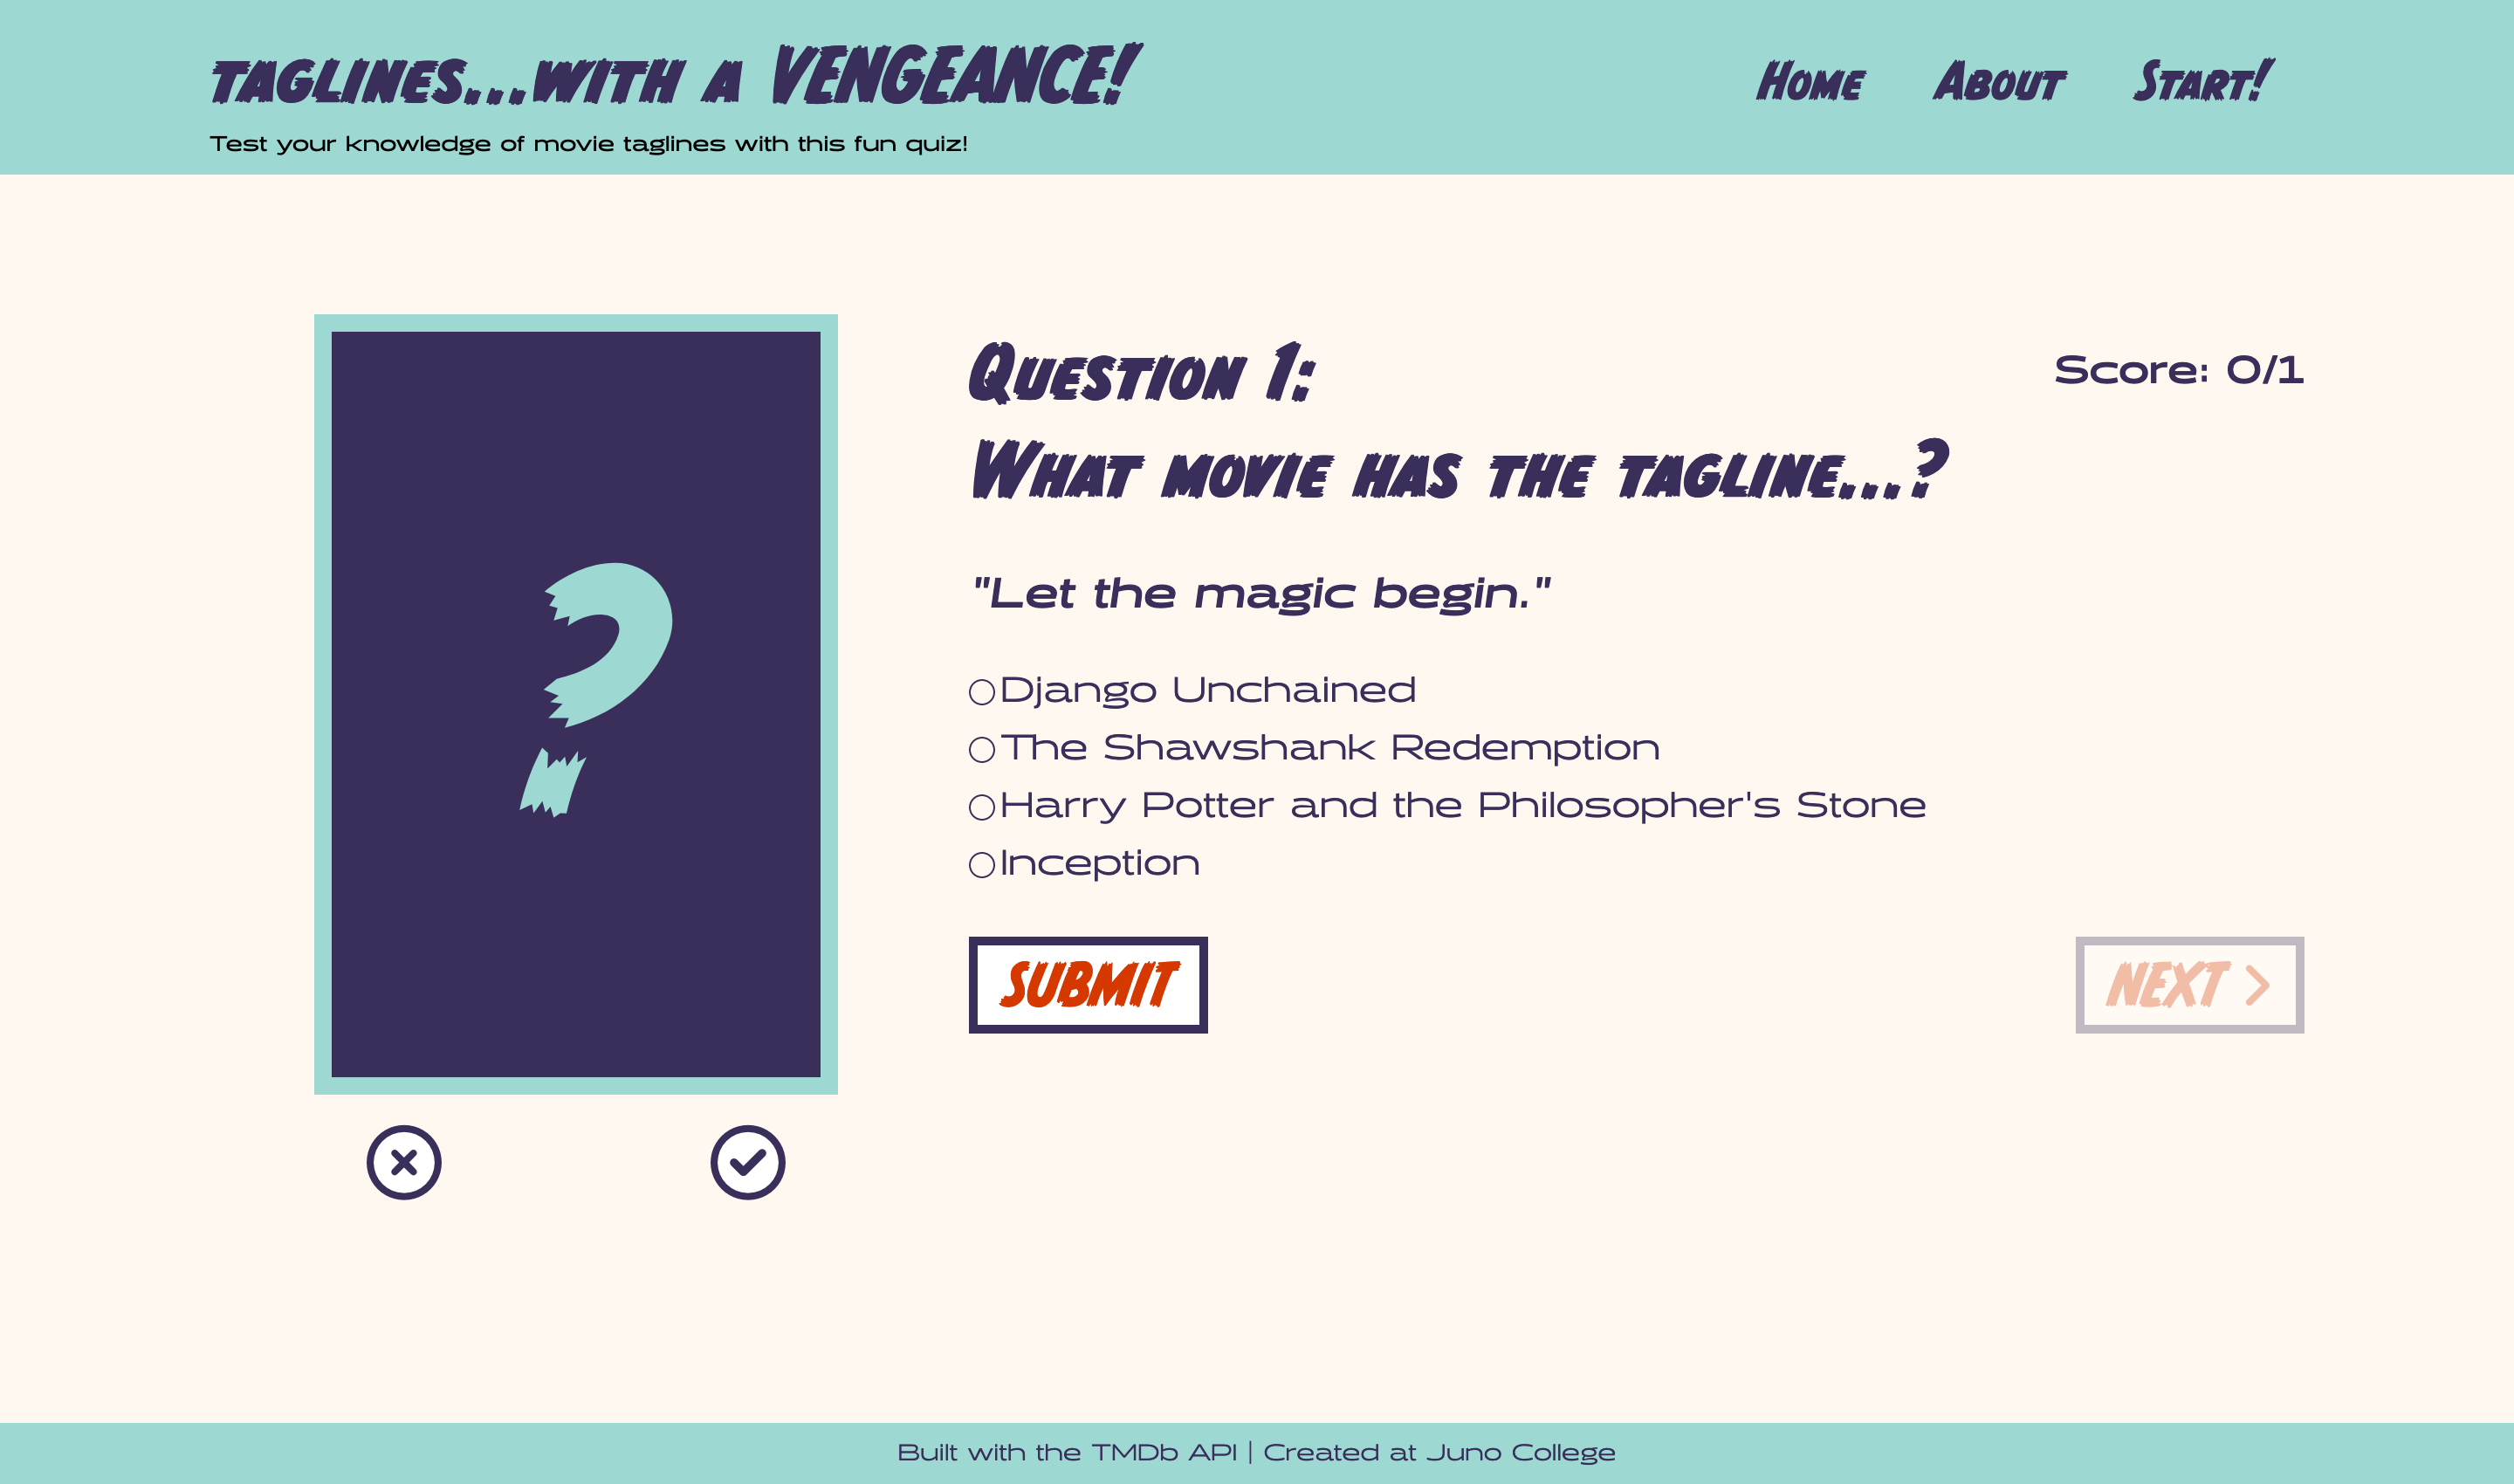 TAGLINES...WITH A VENGEANCE!
Home About Start!
Test your knowledge of movie taglines with this fun quiz!
?
Question 1:
Score: 0/1
What movie has the tagline...?
"Let the magic begin."
Django Unchained
The Shawshank Redemption
Harry Potter and the Philosopher's Stone
Inception
SUBMIT
NEXT >
Built with the TMDb API | Created at Juno College